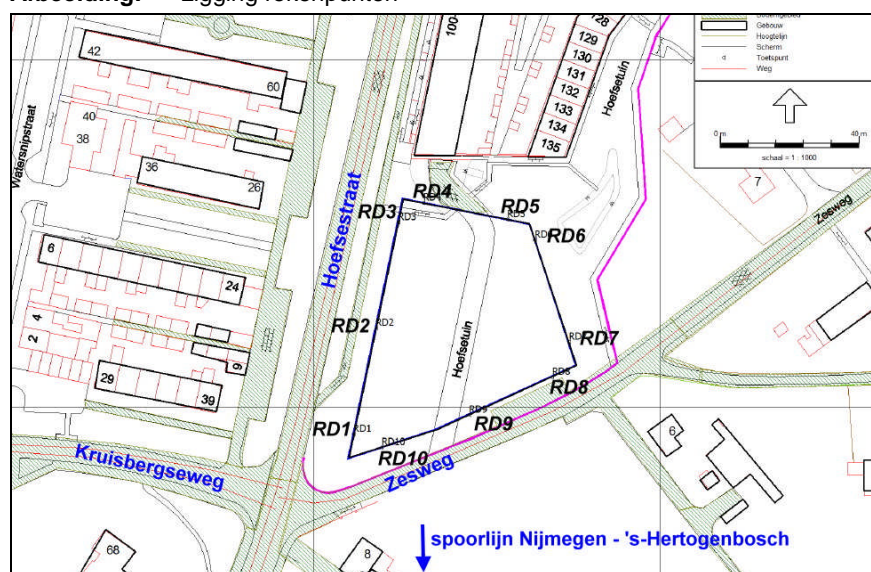 Ligging rekenpunten
42
60
40
38
36
26
Watersnipstraat
6
24
4
2
9
29
39
Hoefsestraat
100-
128
129
130
131
132
133
134
135
Hoefsetuin
Gebouw
Hoogtelijn
Scherm
Toetspunt
Weg
0 m
40 m
schaal = 1 : 1000
7
Zesweg
RD4
RD3
RD3
RD5
RD6
RD2
RD2
Hoefsetuin
RD7
RD8
RD8
RD9
RD9
RD1
RD1
RD10
RD10
Zesweg
Kruisbergseweg
6
68
8
spoorlijn Nijmegen - 's-Hertogenbosch